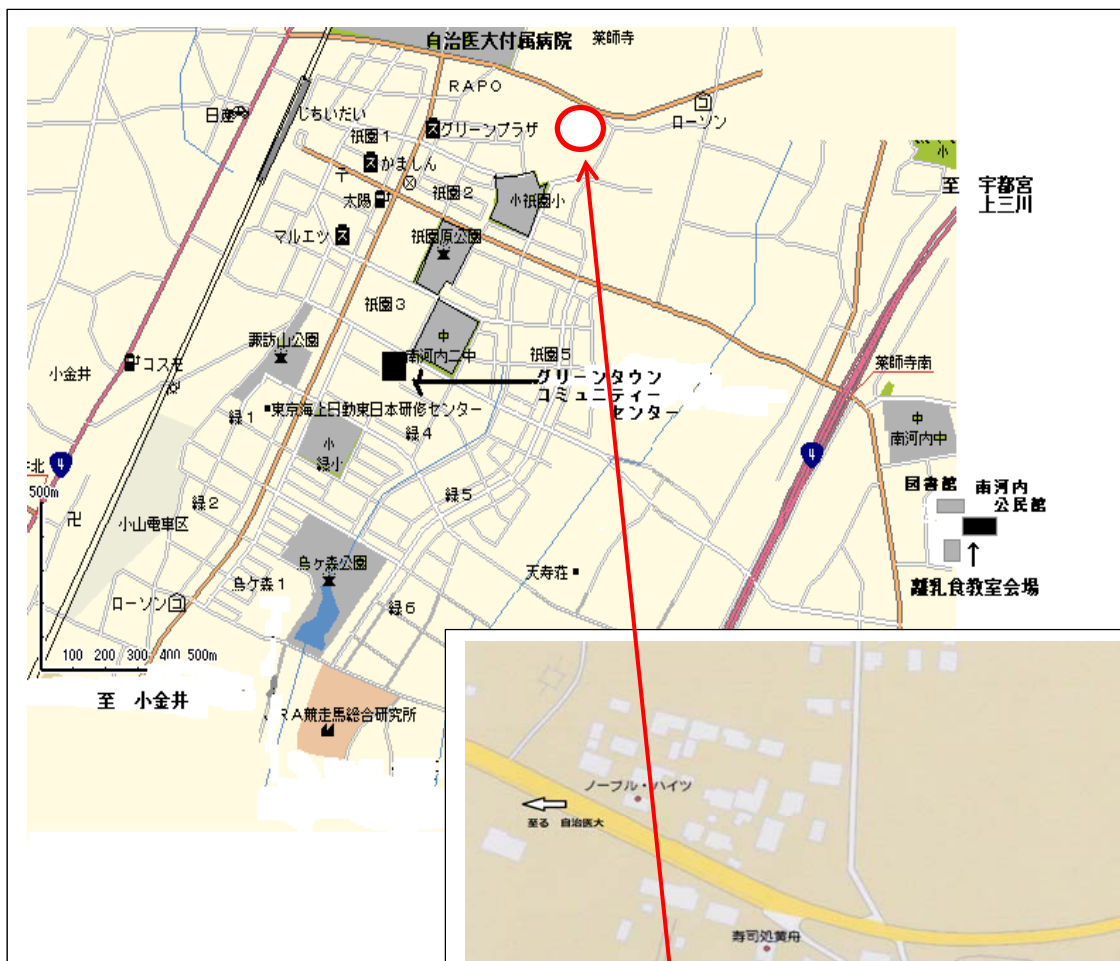 自治医大付属病院
薬師寺
RAPO
日産
じちいだい
ローソン
グリーンプラザ
祇園1
かましん
小
至 宇都宮
上三川
太陽
祇園2
小祇園小
マルエツ
祇園原公園
祇園3
中
諏訪山公園
南河内二中
祇園5
薬師寺南
コスモ
小金井
グリーンタウン
コミュニティー
センター
東京海上日動東日本研修センター
緑1
緑4
中
南河内中
小
緑小
4
4
北
500m
図書館
南河内
公民館
緑2
緑5
卍
小山電車区
烏ヶ森公園
天寿荘
烏ケ森1
離乳食教室会場
ローソン
緑6
100 200 300 400 500m
至 小金井
RA競走馬総合研究所
ノーブル・ハイツ
至る 自治医大
寿司処黄舟